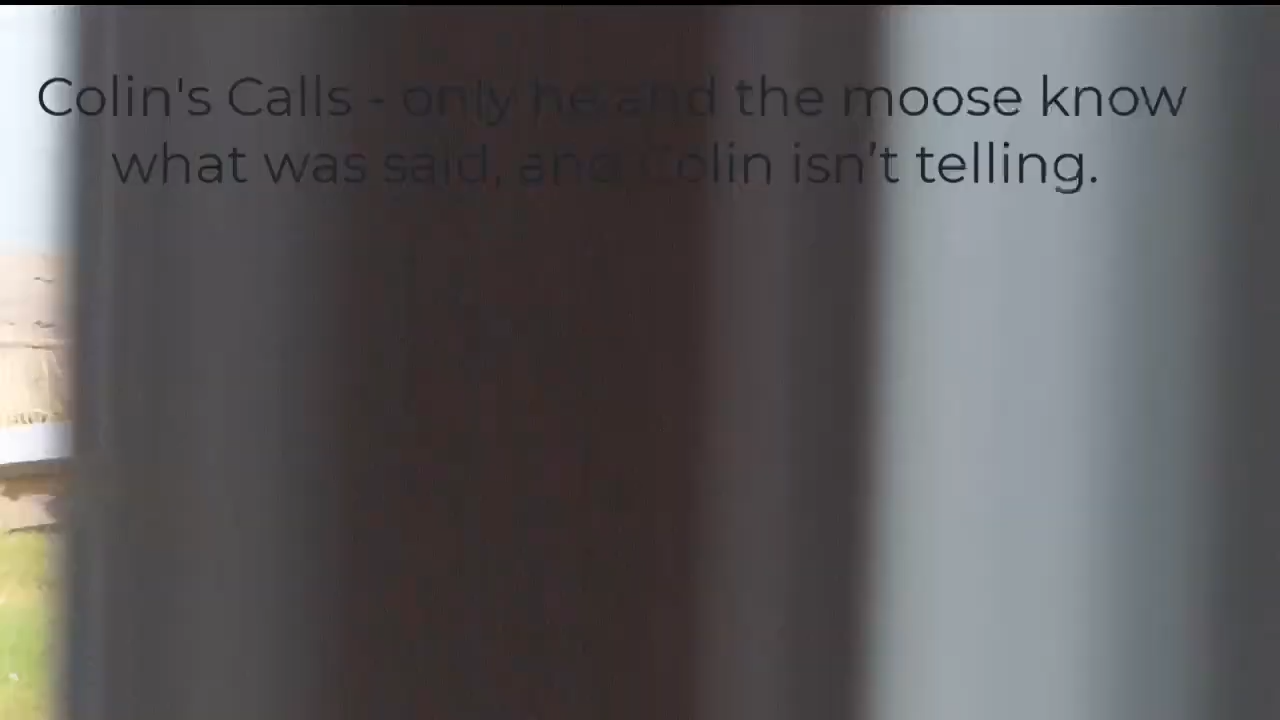 Colin's Calls - only he and the moose know
what was said, and Colin isn’t telling.